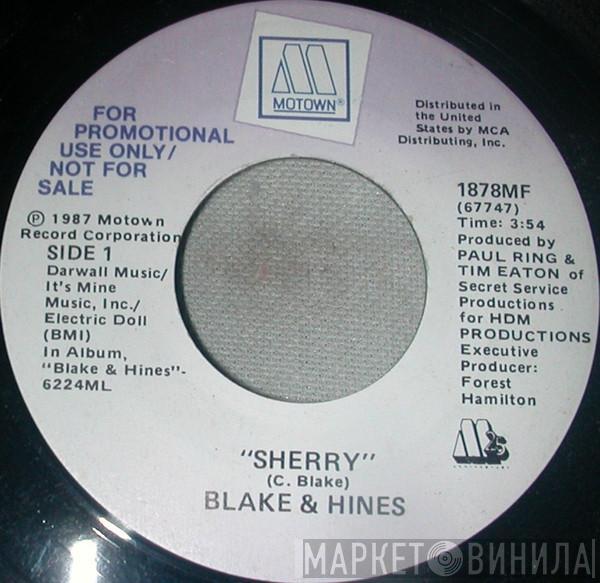 MOTOWN®
FOR
PROMOTIONAL
USE ONLY/
NOT FOR
SALE
℗ 1987 Motown
Record Corporation
SIDE 1
Darwall Music/
It's Mine
Music, Inc./
Electric Doll
(BMI)
In Album,
"Blake & Hines"-
6224ML
Distributed in
the United
States by MCA
Distributing, Inc.
1878MF
(67747)
Time: 3:54
Produced by
PAUL RING &
TIM EATON of
Secret Service
Productions
for HDM
PRODUCTIONS
Executive
Producer:
Forest
Hamilton
M25
ANNIVERSARY
"SHERRY"
(C. Blake)
BLAKE & HINES
МАРКЕТ ВИНИЛА